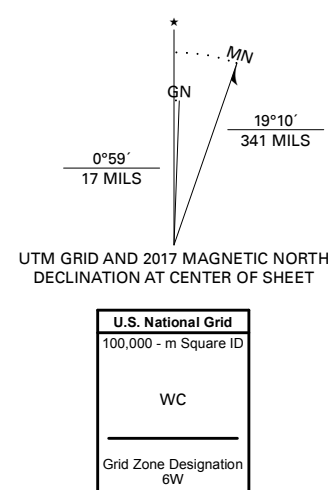 ★
MN
GN
19°10´
341 MILS
0°59´
17 MILS
UTM GRID AND 2017 MAGNETIC NORTH
DECLINATION AT CENTER OF SHEET
U.S. National Grid
100,000 - m Square ID
WC
Grid Zone Designation
6W